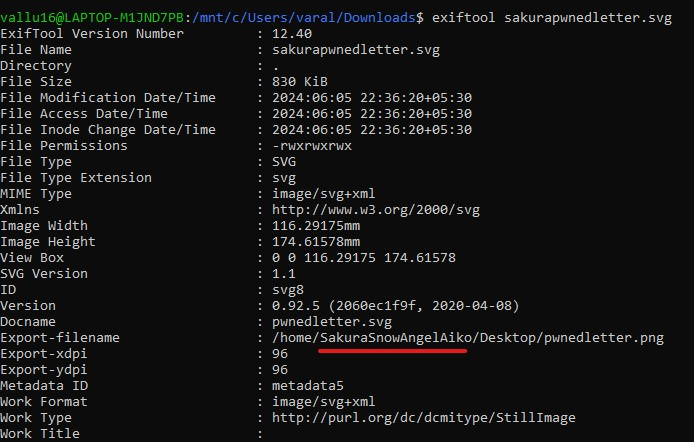 vallu16@LAPTOP-M1JND7PB:/mnt/c/Users/varal/Downloads$ exiftool sakurapwnedletter.svg
ExifTool Version Number : 12.40
File Name : sakurapwnedletter.svg
Directory : .
File Size : 830 KiB
File Modification Date/Time : 2024:06:05 22:36:20+05:30
File Access Date/Time : 2024:06:05 22:36:20+05:30
File Inode Change Date/Time : 2024:06:05 22:36:20+05:30
File Permissions : -rwxrwxrwx
File Type : SVG
File Type Extension : svg
MIME Type : image/svg+xml
Xmlns : http://www.w3.org/2000/svg
Image Width : 116.29175mm
Image Height : 174.61578mm
View Box : 0 0 116.29175 174.61578
SVG Version : 1.1
ID : svg8
Version : 0.92.5 (2060ec1f9f, 2020-04-08)
Docname : pwnedletter.svg
Export-filename : /home/SakuraSnowAngelAiko/Desktop/pwnedletter.png
Export-xdpi : 96
Export-ydpi : 96
Metadata ID : metadata5
Work Format : image/svg+xml
Work Type : http://purl.org/dc/dcmitype/StillImage
Work Title :